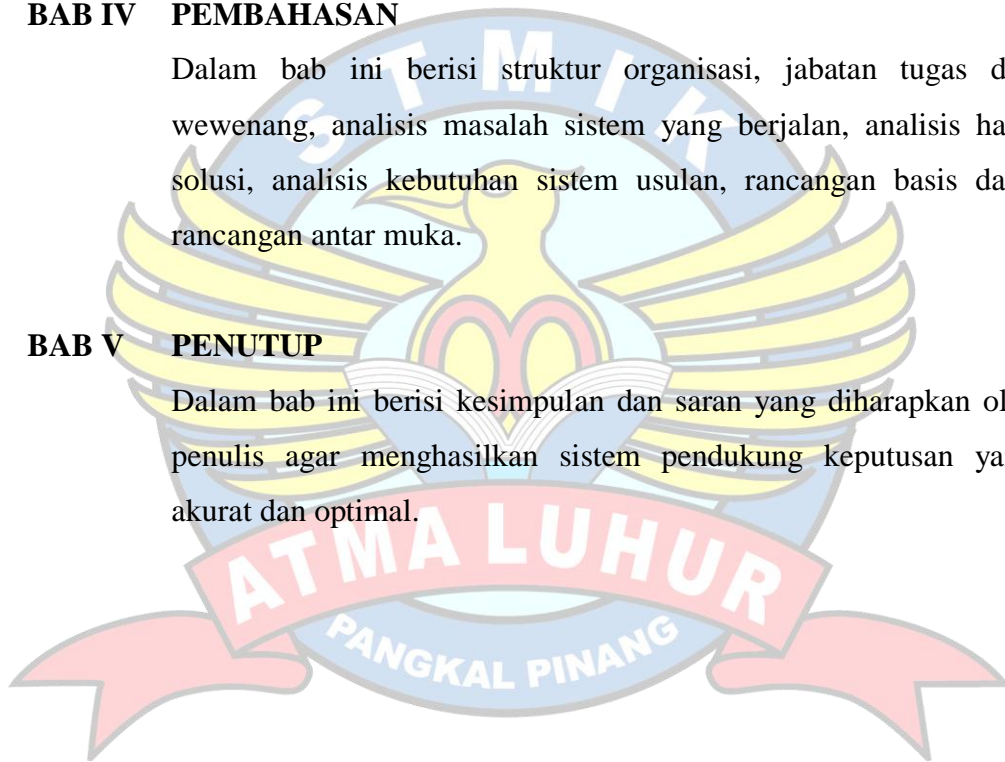 BAB IV PEMBAHASAN
Dalam bab ini berisi struktur organisasi, jabatan tugas d
wewenang, analisis masalah sistem yang berjalan, analisis ha
solusi, analisis kebutuhan sistem usulan, rancangan basis da
rancangan antar muka.
BAB V PENUTUP
Dalam bab ini berisi kesimpulan dan saran yang diharapkan ol
penulis agar menghasilkan sistem pendukung keputusan ya
akurat dan optimal.
STMIK
ATMA LUHUR
PANGKAL PINANG